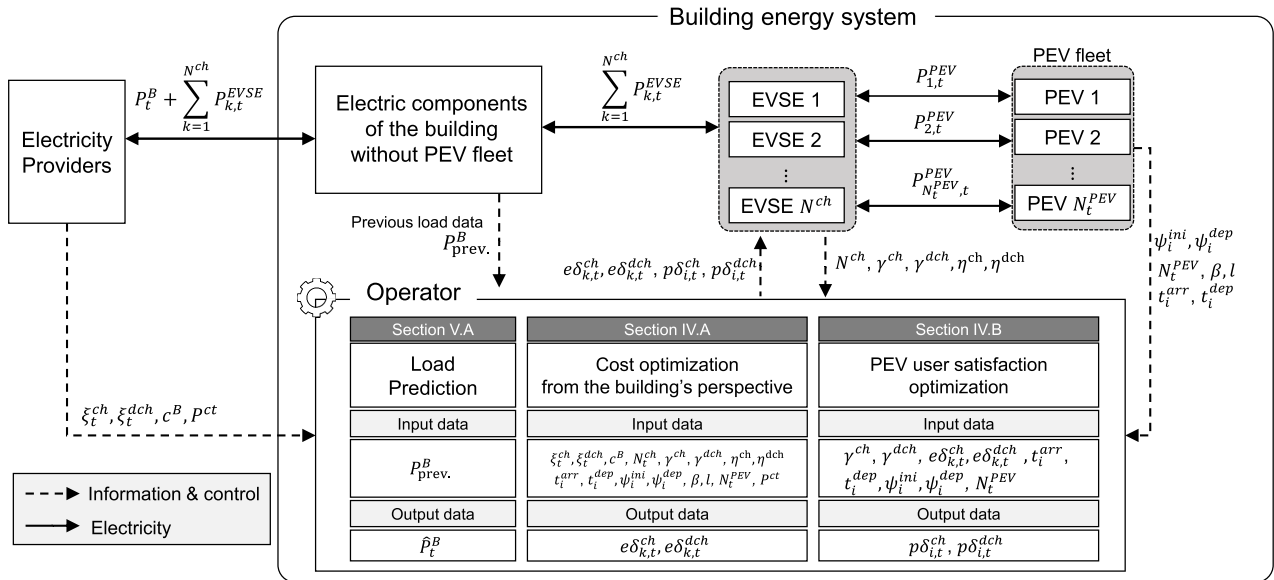 Building energy system
Electricity
Providers
P_t^B + ∑_{k=1}^{N^{ch}} P_{k,t}^{EVSE}
Electric components
of the building
without PEV fleet
∑_{k=1}^{N^{ch}} P_{k,t}^{EVSE}
EVSE 1
EVSE 2
⋮
EVSE N^{ch}
P_{1,t}^{PEV}
P_{2,t}^{PEV}
P_{N_t^{PEV},t}^{PEV}
PEV fleet
PEV 1
PEV 2
⋮
PEV N_t^{PEV}
Previous load data
P_{prev.}^B
eδ_{k,t}^{ch}, eδ_{k,t}^{dch}, pδ_{i,t}^{ch}, pδ_{i,t}^{dch}
N^{ch}, γ^{ch}, γ^{dch}, η^{ch}, η^{dch}
ψ_i^{ini}, ψ_i^{dep}
N_t^{PEV}, β, l
t_i^{arr}, t_i^{dep}
ξ_t^{ch}, ξ_t^{dch}, c^B, P^{ct}
Operator
Section V.A
Load
Prediction
Input data
P_{prev.}^B
Output data
P̂_t^B
Section IV.A
Cost optimization
from the building's perspective
Input data
ξ_t^{ch}, ξ_t^{dch}, c^B, N_t^{ch}, γ^{ch}, γ^{dch}, η^{ch}, η^{dch}
t_i^{arr}, t_i^{dep}, ψ_i^{ini}, ψ_i^{dep}, β, l, N_t^{PEV}, P^{ct}
Output data
eδ_{k,t}^{ch}, eδ_{k,t}^{dch}
Section IV.B
PEV user satisfaction
optimization
Input data
γ^{ch}, γ^{dch}, eδ_{k,t}^{ch}, eδ_{k,t}^{dch}, t_i^{arr},
t_i^{dep}, ψ_i^{ini}, ψ_i^{dep}, N_t^{PEV}
Output data
pδ_{i,t}^{ch}, pδ_{i,t}^{dch}
Information & control
Electricity